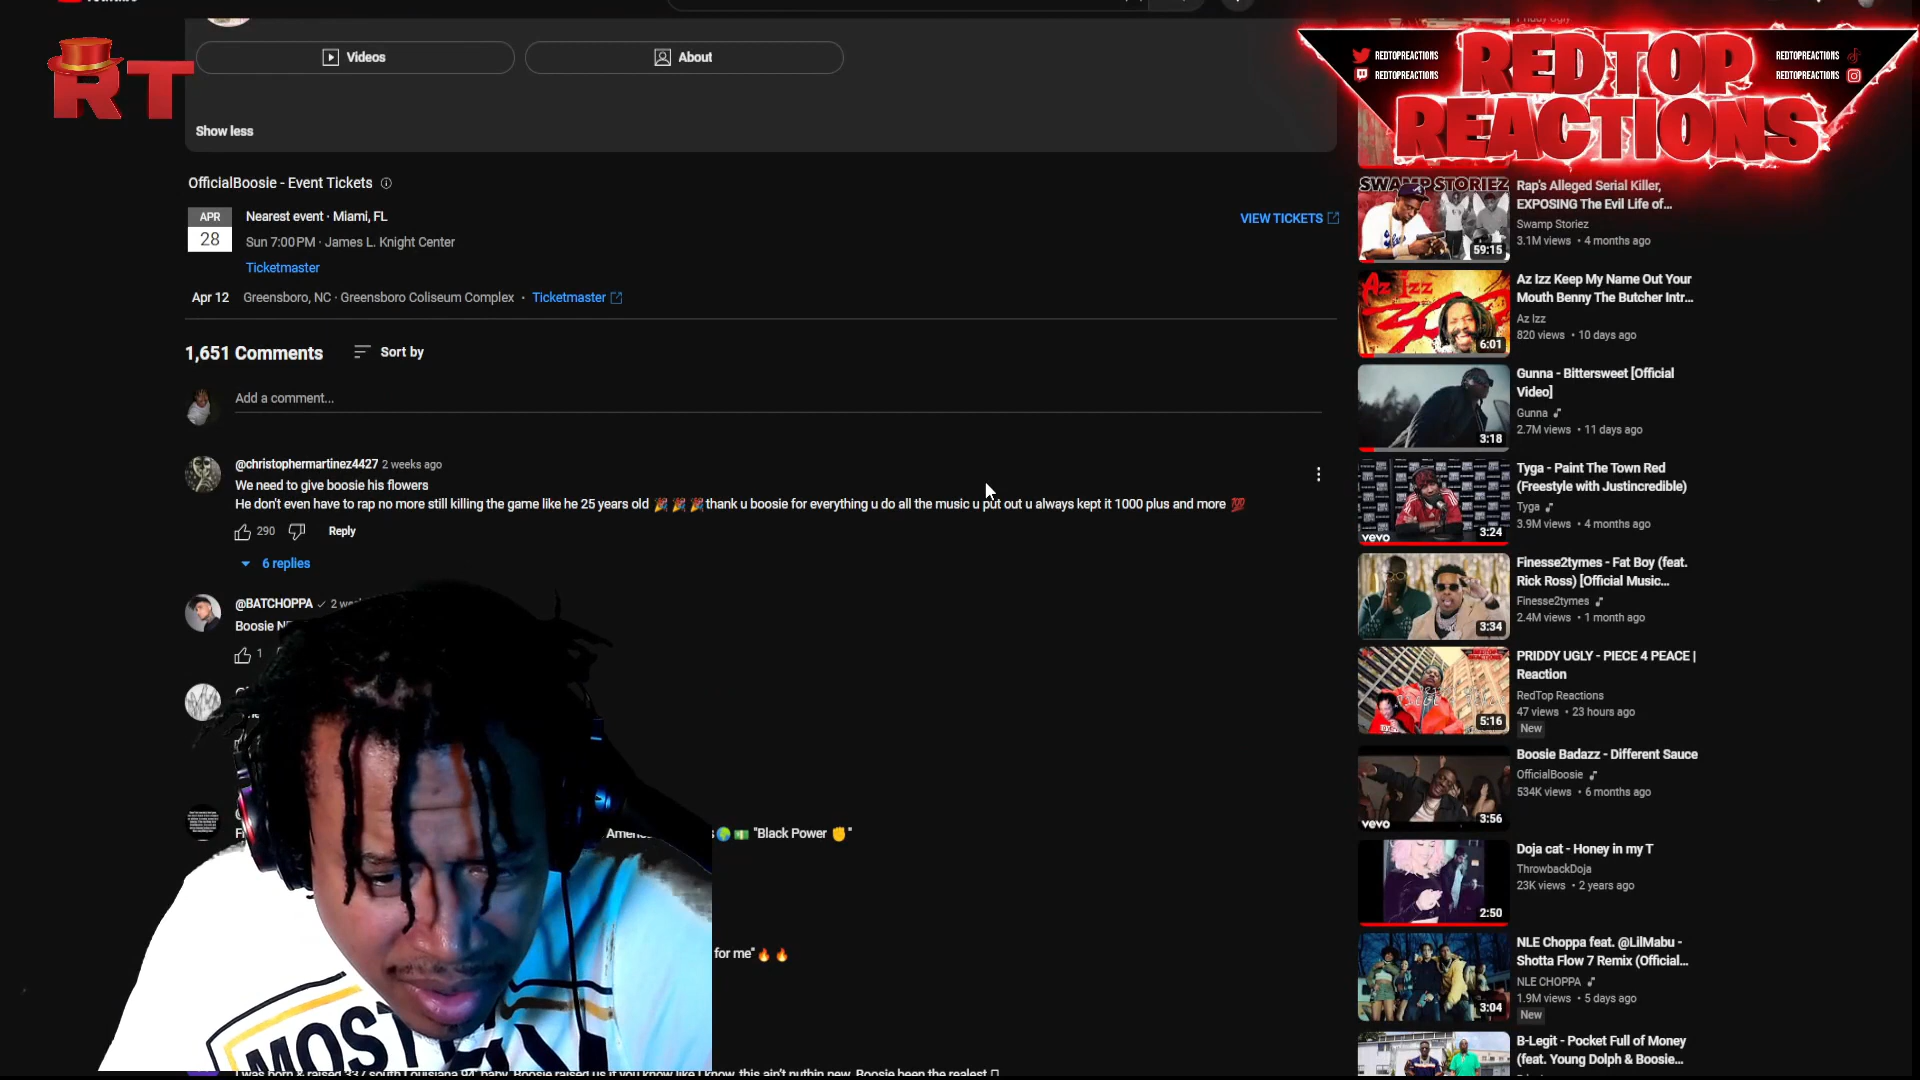 RT
Videos
About
Show less
OfficialBoosie - Event Tickets
APR
28
Nearest event · Miami, FL
Sun 7:00 PM · James L. Knight Center
Ticketmaster
VIEW TICKETS
Apr 12 Greensboro, NC · Greensboro Coliseum Complex · Ticketmaster
1,651 Comments
Sort by
Add a comment...
@christophermartinez4427 2 weeks ago
We need to give boosie his flowers
He don't even have to rap no more still killing the game like he 25 years old 🎉 🎉 🎉 thank u boosie for everything u do all the music u put out u always kept it 1000 plus and more 💯
290
Reply
6 replies
@BATCHOPPA
Boosie
1
🌍 💵 "Black Power ✊"
for me" 🔥 🔥
MOST
I was born & raised 337 south Louisiana 94' baby, Boosie raised us if you know like I know, this ain't nuthin new, Boosie been the realest
REDTOPREACTIONS
REDTOPREACTIONS
REDTOP
REACTIONS
REDTOPREACTIONS
REDTOPREACTIONS
Priddy Ugly
SWAMP STORIEZ
59:15
Rap's Alleged Serial Killer,
EXPOSING The Evil Life of...
Swamp Storiez
3.1M views • 4 months ago
Az Izz
300
6:01
Az Izz Keep My Name Out Your
Mouth Benny The Butcher Intr...
Az Izz
820 views • 10 days ago
3:18
Gunna - Bittersweet [Official
Video]
Gunna
2.7M views • 11 days ago
vevo
3:24
Tyga - Paint The Town Red
(Freestyle with Justincredible)
Tyga
3.9M views • 4 months ago
3:34
Finesse2tymes - Fat Boy (feat.
Rick Ross) [Official Music...
Finesse2tymes
2.4M views • 1 month ago
5:16
PRIDDY UGLY - PIECE 4 PEACE |
Reaction
RedTop Reactions
47 views • 23 hours ago
New
vevo
3:56
Boosie Badazz - Different Sauce
OfficialBoosie
534K views • 6 months ago
2:50
Doja cat - Honey in my T
ThrowbackDoja
23K views • 2 years ago
3:04
NLE Choppa feat. @LilMabu -
Shotta Flow 7 Remix (Official...
NLE CHOPPA
1.9M views • 5 days ago
New
B-Legit - Pocket Full of Money
(feat. Young Dolph & Boosie...